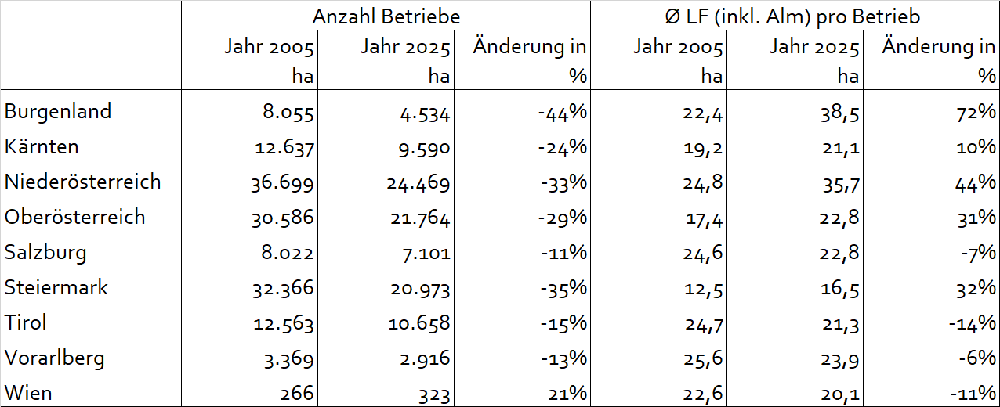 Anzahl Betriebe Ø LF (inkl. Alm) pro Betrieb
Jahr 2005 Jahr 2025 Änderung in Jahr 2005 Jahr 2025 Änderung in
ha ha % ha ha %
Burgenland 8.055 4.534 -44% 22,4 38,5 72%
Kärnten 12.637 9.590 -24% 19,2 21,1 10%
Niederösterreich 36.699 24.469 -33% 24,8 35,7 44%
Oberösterreich 30.586 21.764 -29% 17,4 22,8 31%
Salzburg 8.022 7.101 -11% 24,6 22,8 -7%
Steiermark 32.366 20.973 -35% 12,5 16,5 32%
Tirol 12.563 10.658 -15% 24,7 21,3 -14%
Vorarlberg 3.369 2.916 -13% 25,6 23,9 -6%
Wien 266 323 21% 22,6 20,1 -11%